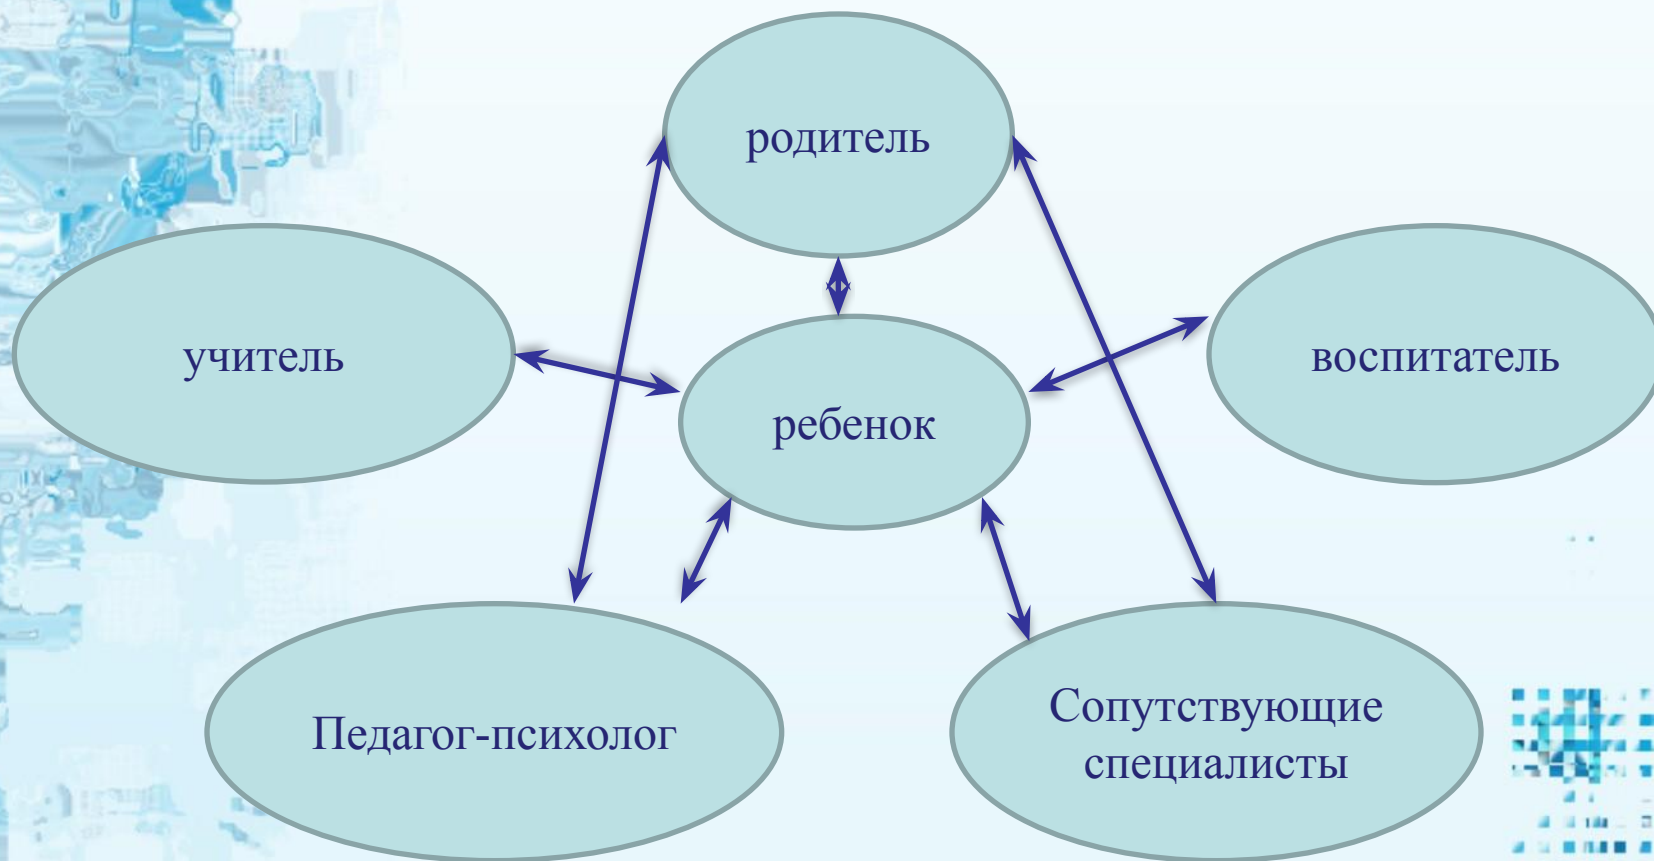 родитель
учитель
воспитатель
ребенок
Педагог-психолог
Сопутствующие
специалисты